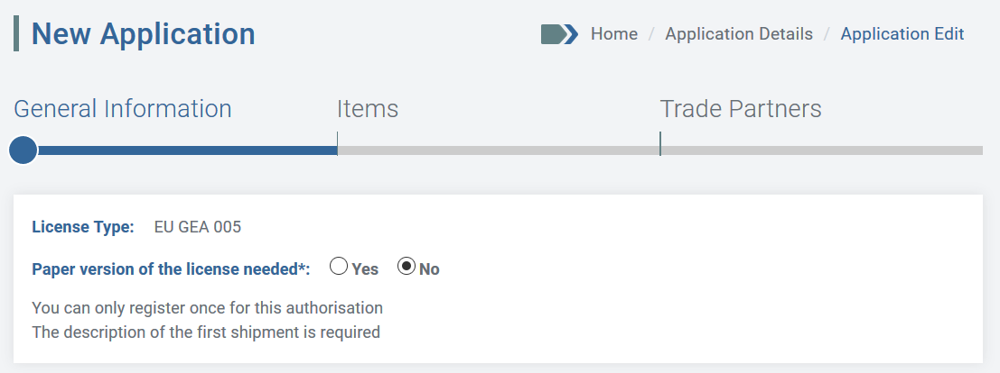 New Application
Home / Application Details / Application Edit
General Information Items Trade Partners
License Type: EU GEA 005
Paper version of the license needed*: Yes No
You can only register once for this authorisation
The description of the first shipment is required